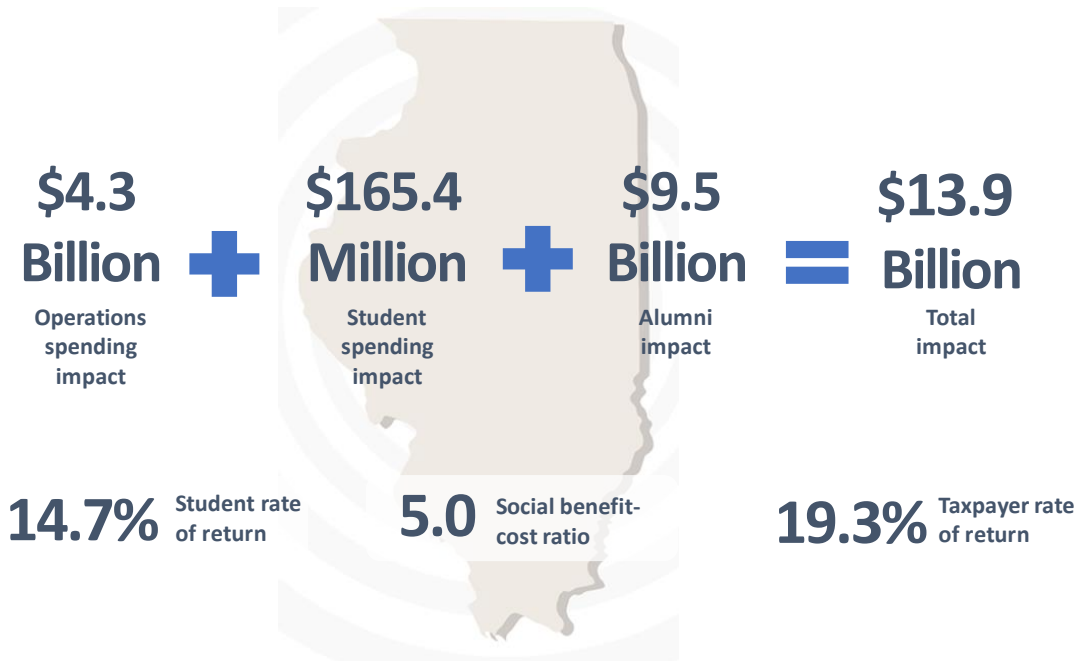 $4.3
Billion
Operations
spending
impact
$165.4
Million
Student
spending
impact
$9.5
Billion
Alumni
impact
$13.9
Billion
Total
impact
14.7%
Student rate
of return
5.0
Social benefit-
cost ratio
19.3%
Taxpayer rate
of return